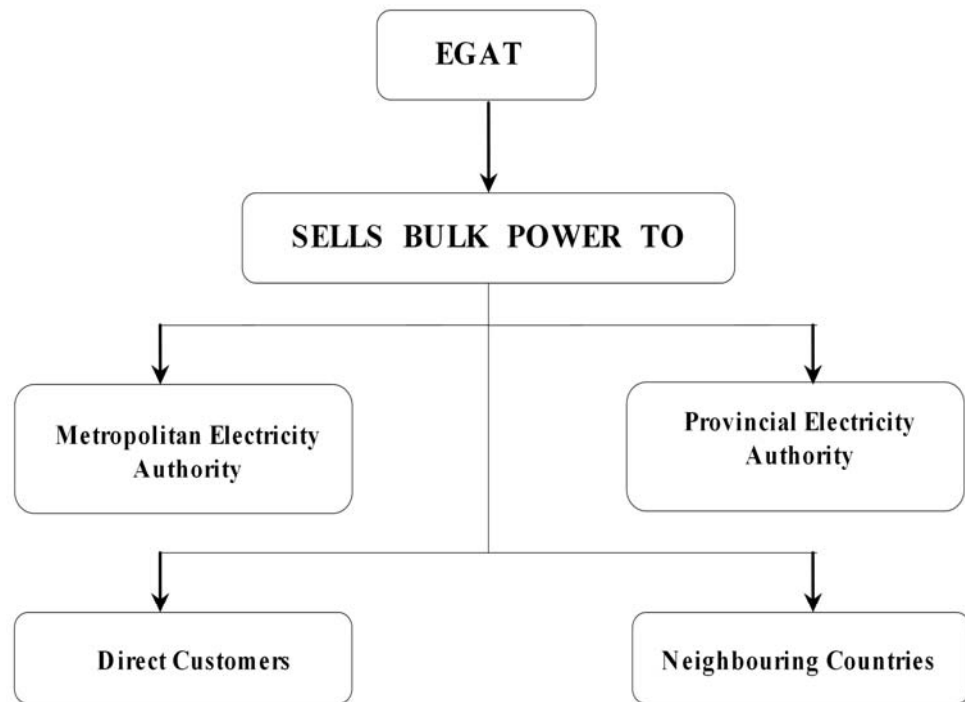 EGAT
SELLS BULK POWER TO
Metropolitan Electricity
Authority
Provincial Electricity
Authority
Direct Customers
Neighbouring Countries